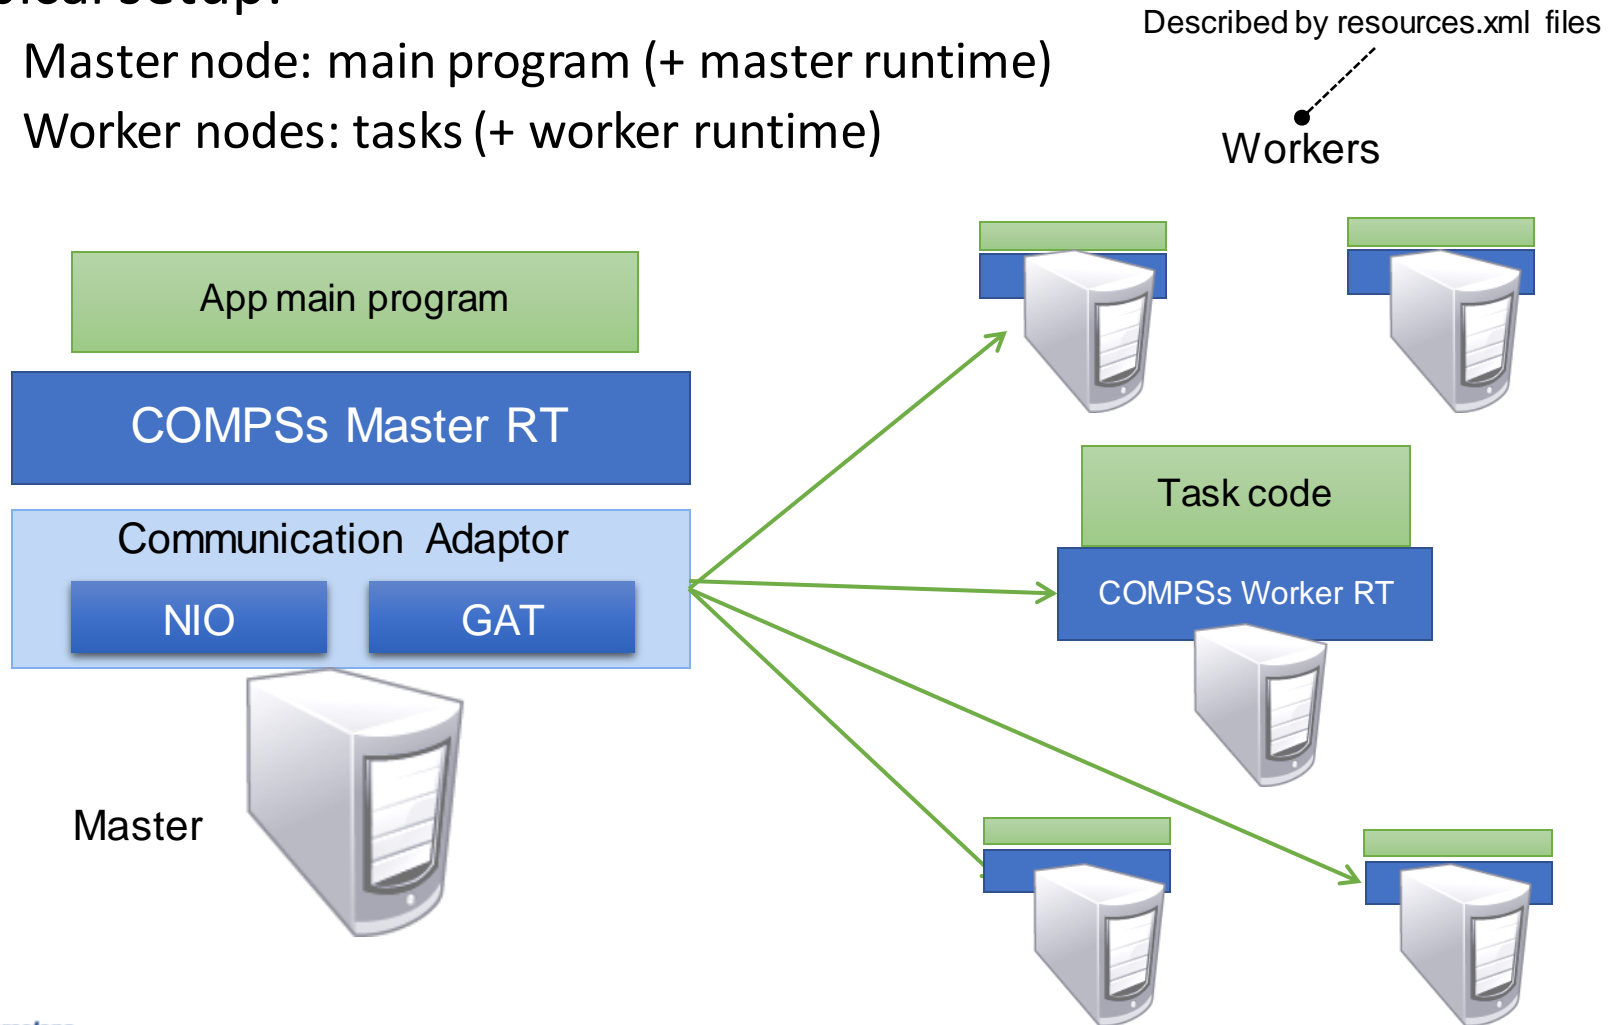 setup:
Described by resources.xml files
Master node: main program (+ master runtime)
Worker nodes: tasks (+ worker runtime)
Workers
App main program
COMPSs Master RT
Communication Adaptor
NIO
GAT
Task code
COMPSs Worker RT
Master